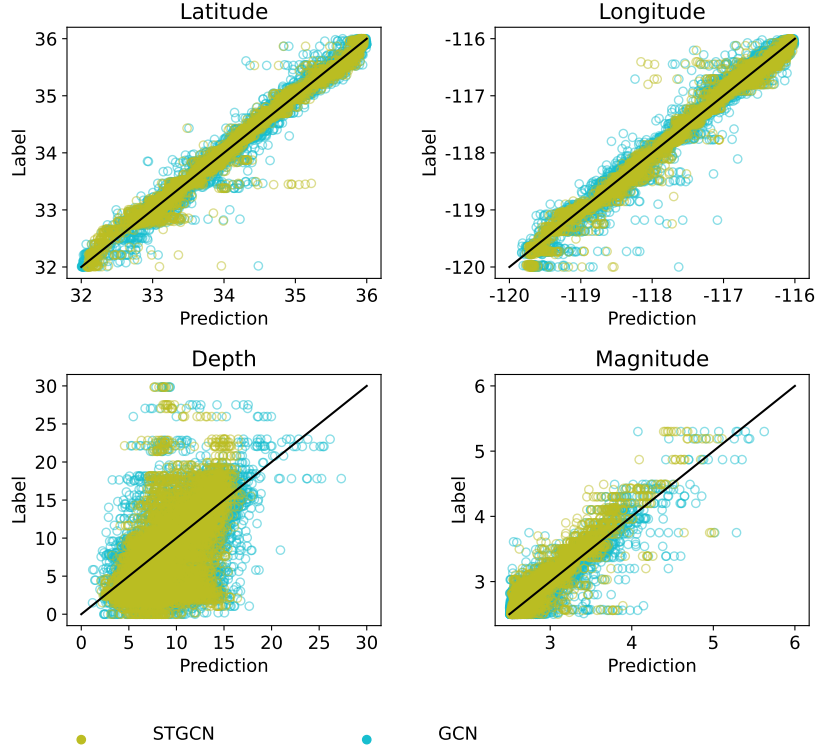 Latitude
Longitude
36
35
34
33
32
Label
32 33 34 35 36
Prediction
-116
-117
-118
-119
-120
Label
-120 -119 -118 -117 -116
Prediction
Depth
Magnitude
30
25
20
15
10
5
0
Label
0 5 10 15 20 25 30
Prediction
6
5
4
3
Label
3 4 5 6
Prediction
STGCN
GCN